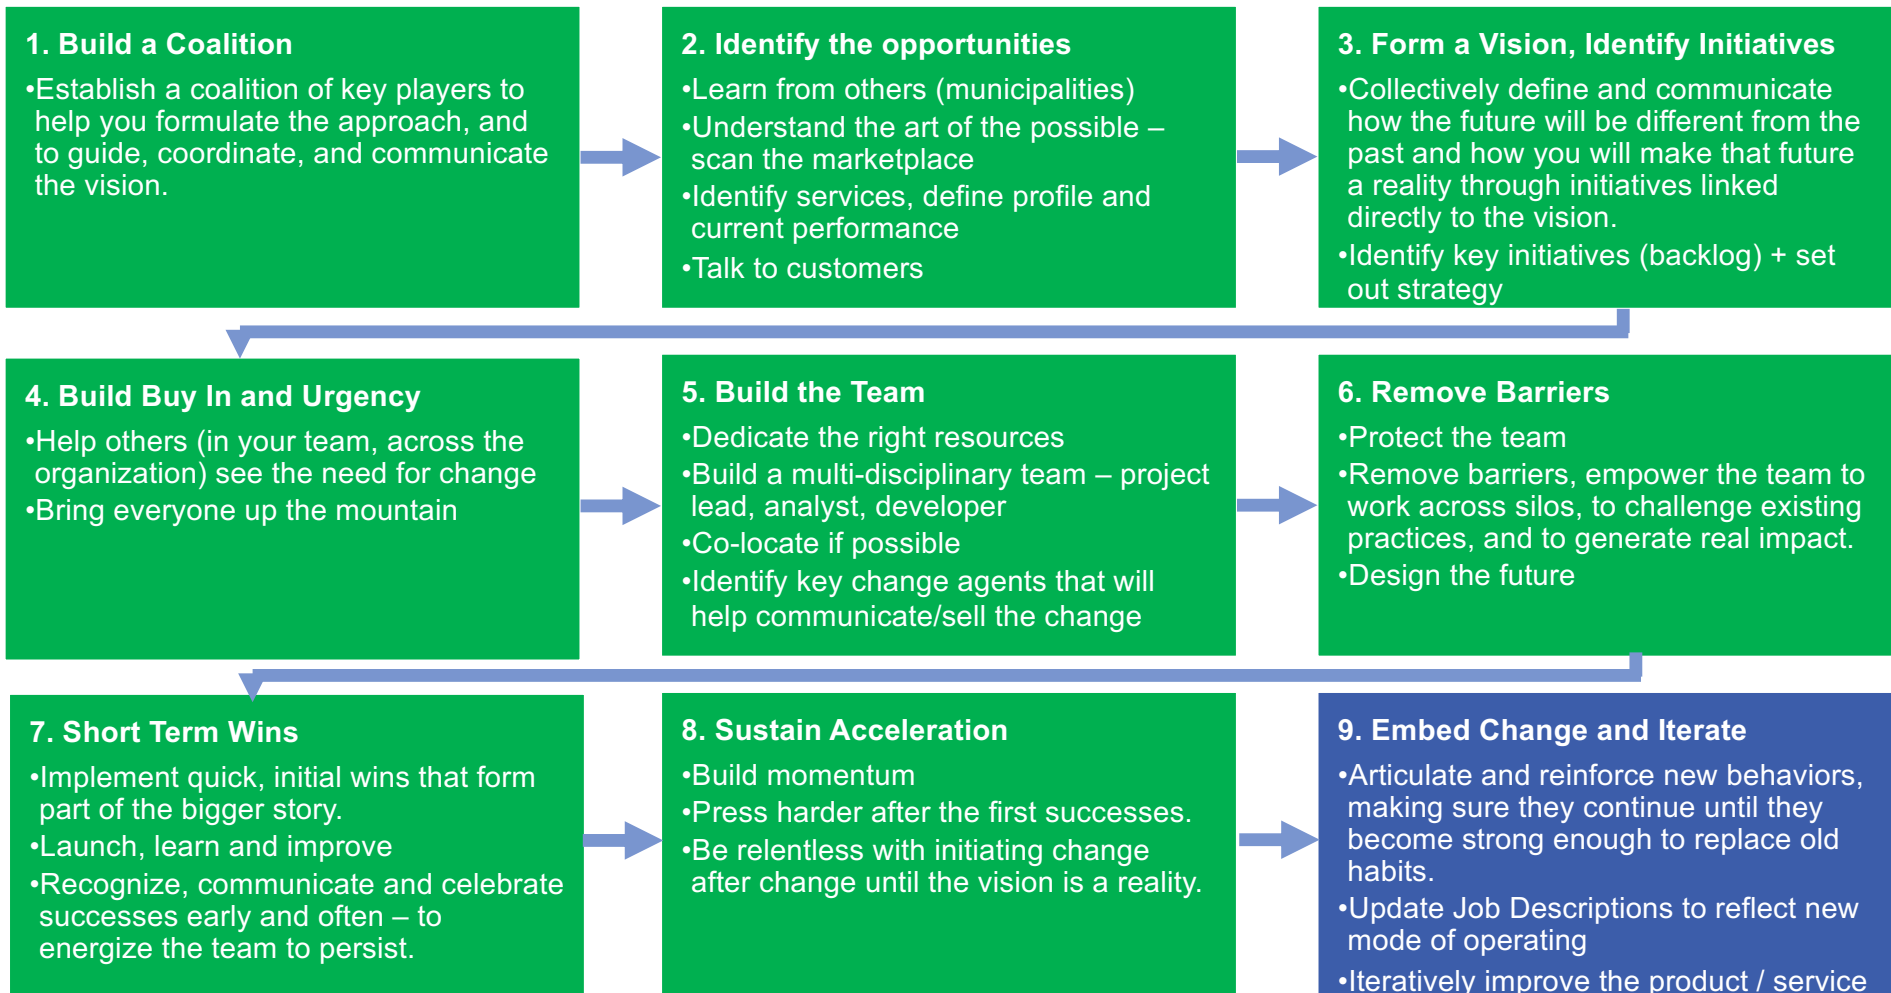 1. Build a Coalition
•Establish a coalition of key players to
help you formulate the approach, and
to guide, coordinate, and communicate
the vision.
2. Identify the opportunities
•Learn from others (municipalities)
•Understand the art of the possible –
scan the marketplace
•Identify services, define profile and
current performance
•Talk to customers
3. Form a Vision, Identify Initiatives
•Collectively define and communicate
how the future will be different from the
past and how you will make that future
a reality through initiatives linked
directly to the vision.
•Identify key initiatives (backlog) + set
out strategy
4. Build Buy In and Urgency
•Help others (in your team, across the
organization) see the need for change
•Bring everyone up the mountain
5. Build the Team
•Dedicate the right resources
•Build a multi-disciplinary team – project
lead, analyst, developer
•Co-locate if possible
•Identify key change agents that will
help communicate/sell the change
6. Remove Barriers
•Protect the team
•Remove barriers, empower the team to
work across silos, to challenge existing
practices, and to generate real impact.
•Design the future
7. Short Term Wins
•Implement quick, initial wins that form
part of the bigger story.
•Launch, learn and improve
•Recognize, communicate and celebrate
successes early and often – to
energize the team to persist.
8. Sustain Acceleration
•Build momentum
•Press harder after the first successes.
•Be relentless with initiating change
after change until the vision is a reality.
9. Embed Change and Iterate
•Articulate and reinforce new behaviors,
making sure they continue until they
become strong enough to replace old
habits.
•Update Job Descriptions to reflect new
mode of operating
•Iteratively improve the product / service